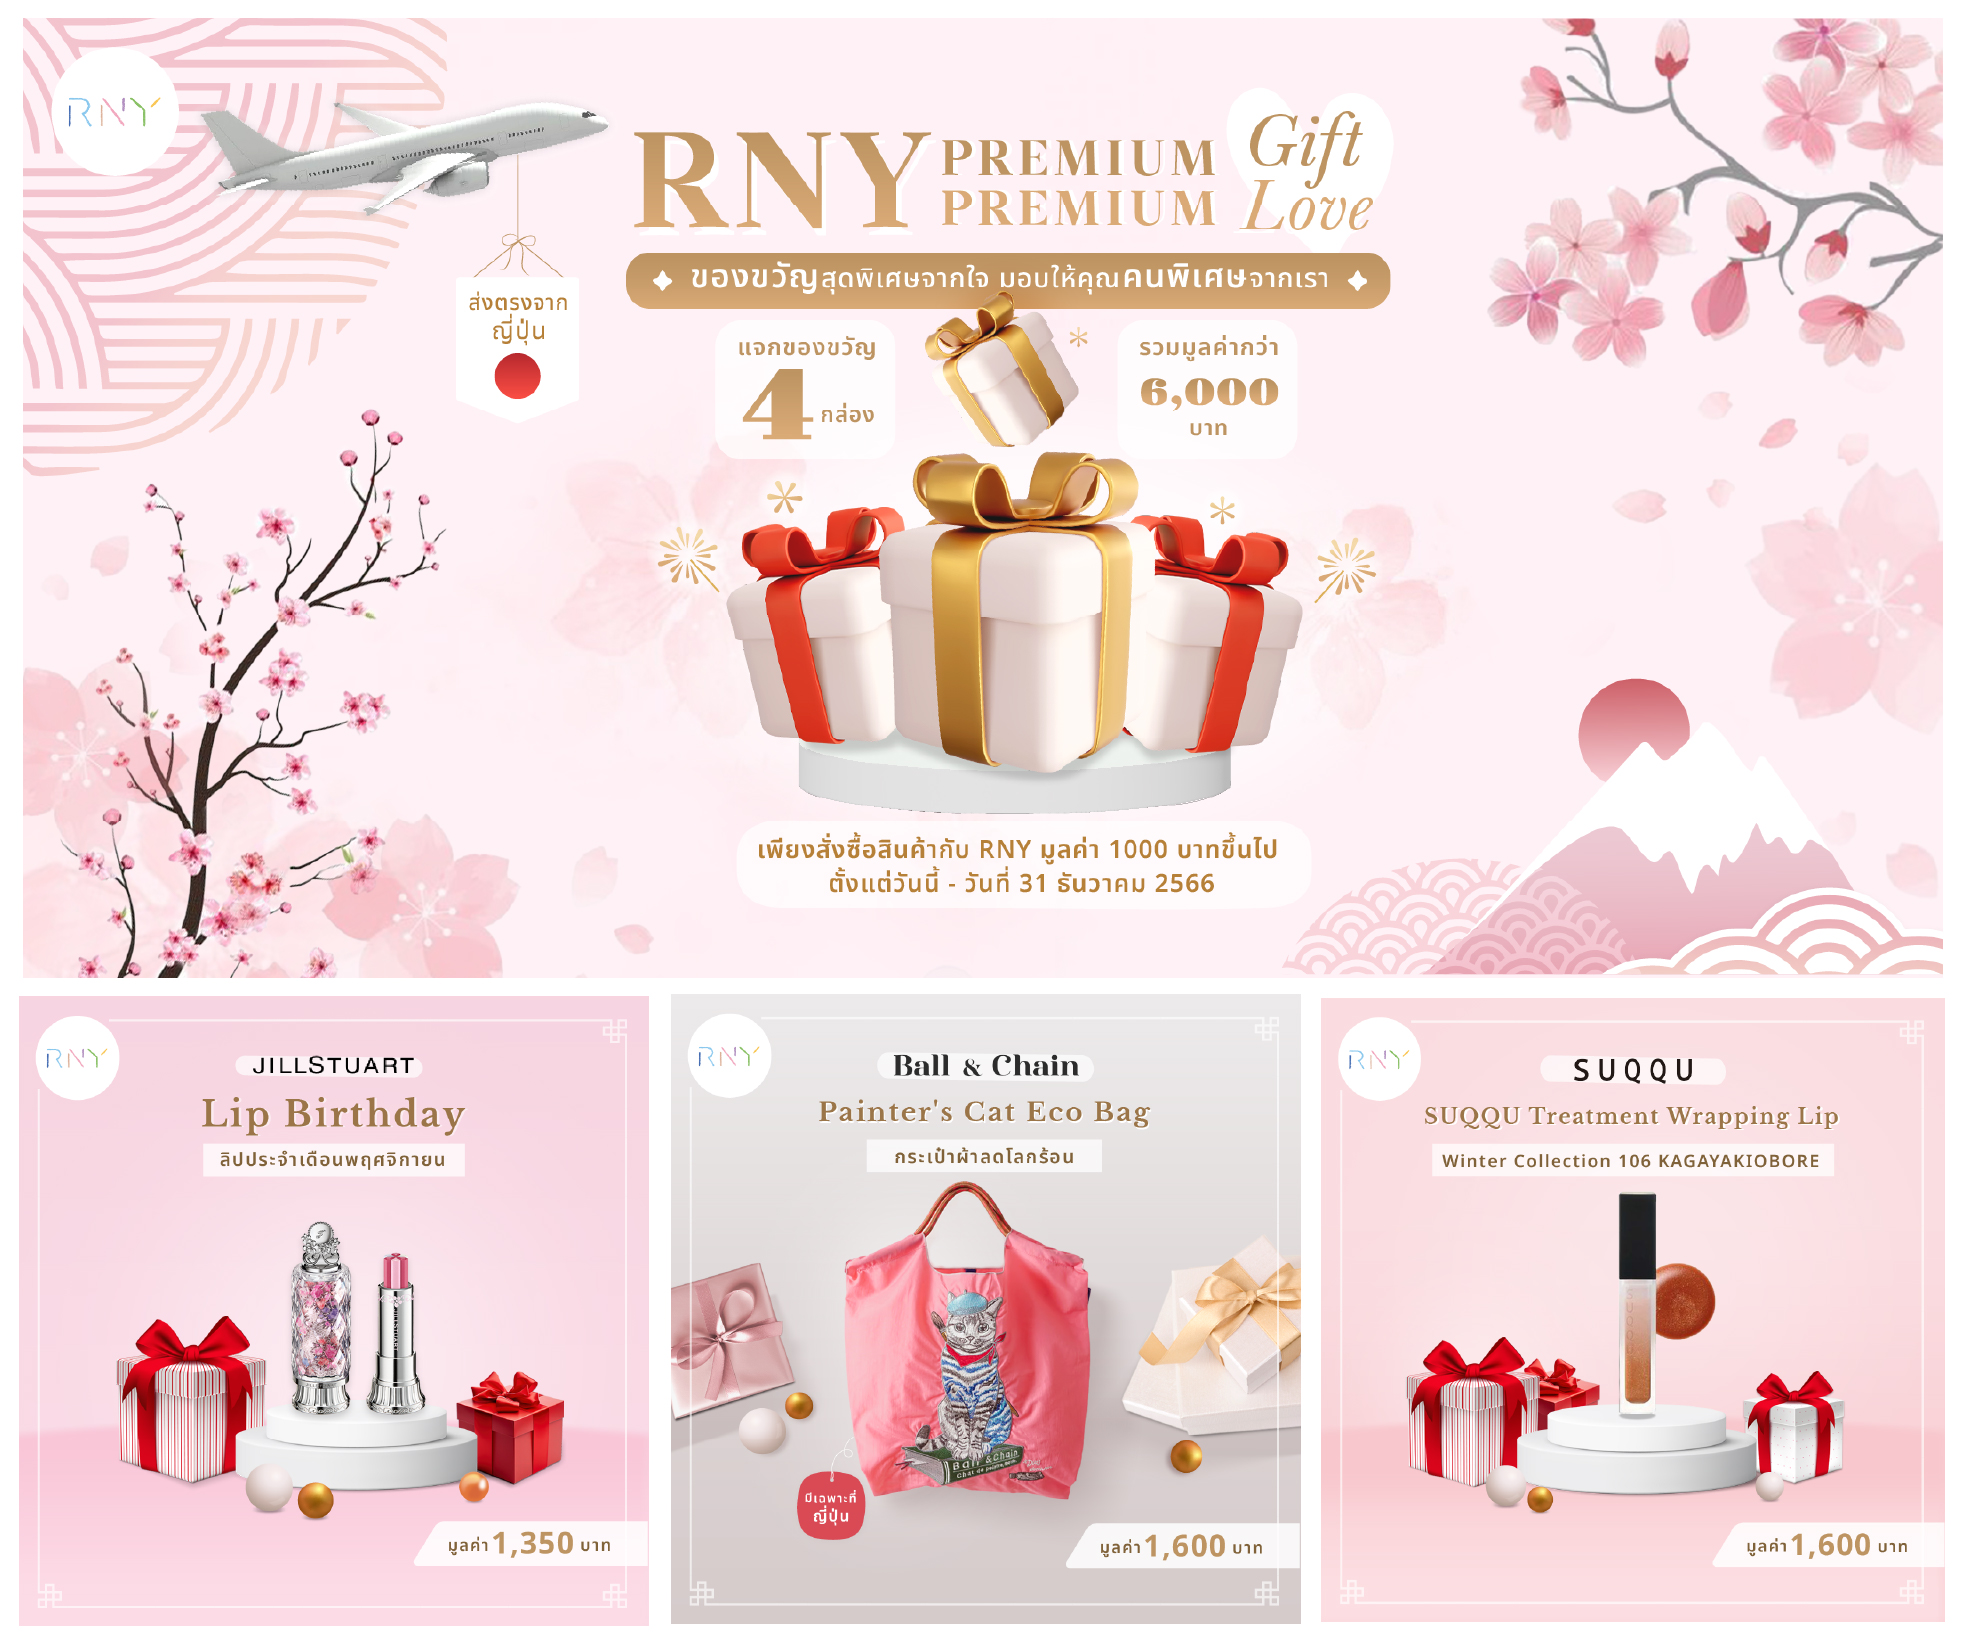 RNY
RNY PREMIUM PREMIUM Gift Love
ของขวัญสุดพิเศษจากใจ มอบให้คุณคนพิเศษจากเรา
ส่งตรงจาก
ญี่ปุ่น
แจกของขวัญ
4 กล่อง
รวมมูลค่ากว่า
6,000
บาท
เพียงสั่งซื้อสินค้ากับ RNY มูลค่า 1000 บาทขึ้นไป
ตั้งแต่วันนี้ - วันที่ 31 ธันวาคม 2566
RNY
JILLSTUART
Lip Birthday
ลิปประจำเดือนพฤศจิกายน
JILLSTUART
มูลค่า 1,350 บาท
RNY
Ball & Chain
Painter's Cat Eco Bag
กระเป๋าผ้าลดโลกร้อน
Ball & Chain
มีเฉพาะที่
ญี่ปุ่น
มูลค่า 1,600 บาท
RNY
SUQQU
SUQQU Treatment Wrapping Lip
Winter Collection 106 KAGAYAKIOBORE
SUQQU
มูลค่า 1,600 บาท